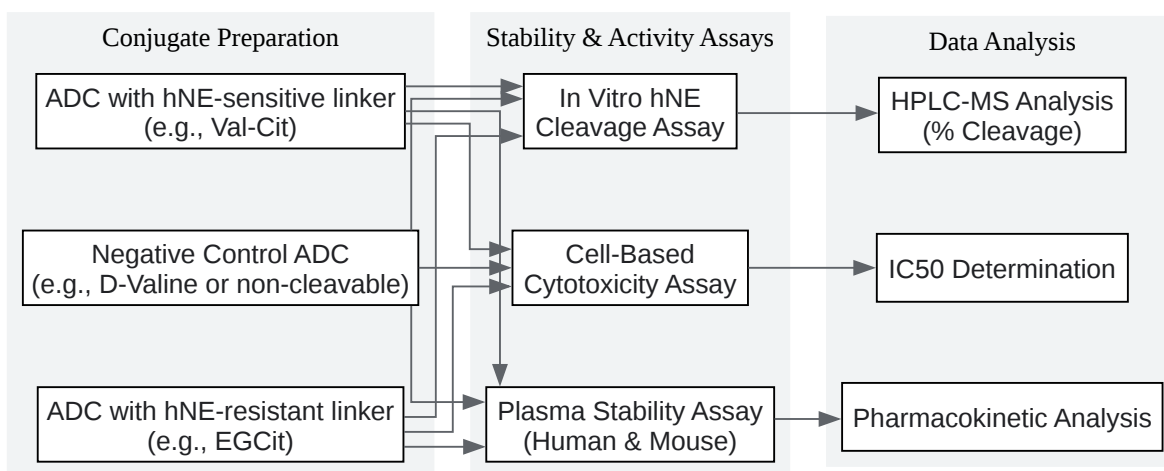 Conjugate Preparation
ADC with hNE-sensitive linker
(e.g., Val-Cit)
Negative Control ADC
(e.g., D-Valine or non-cleavable)
ADC with hNE-resistant linker
(e.g., EGCit)
Stability & Activity Assays
In Vitro hNE
Cleavage Assay
Cell-Based
Cytotoxicity Assay
Plasma Stability Assay
(Human & Mouse)
Data Analysis
HPLC-MS Analysis
(% Cleavage)
IC50 Determination
Pharmacokinetic Analysis